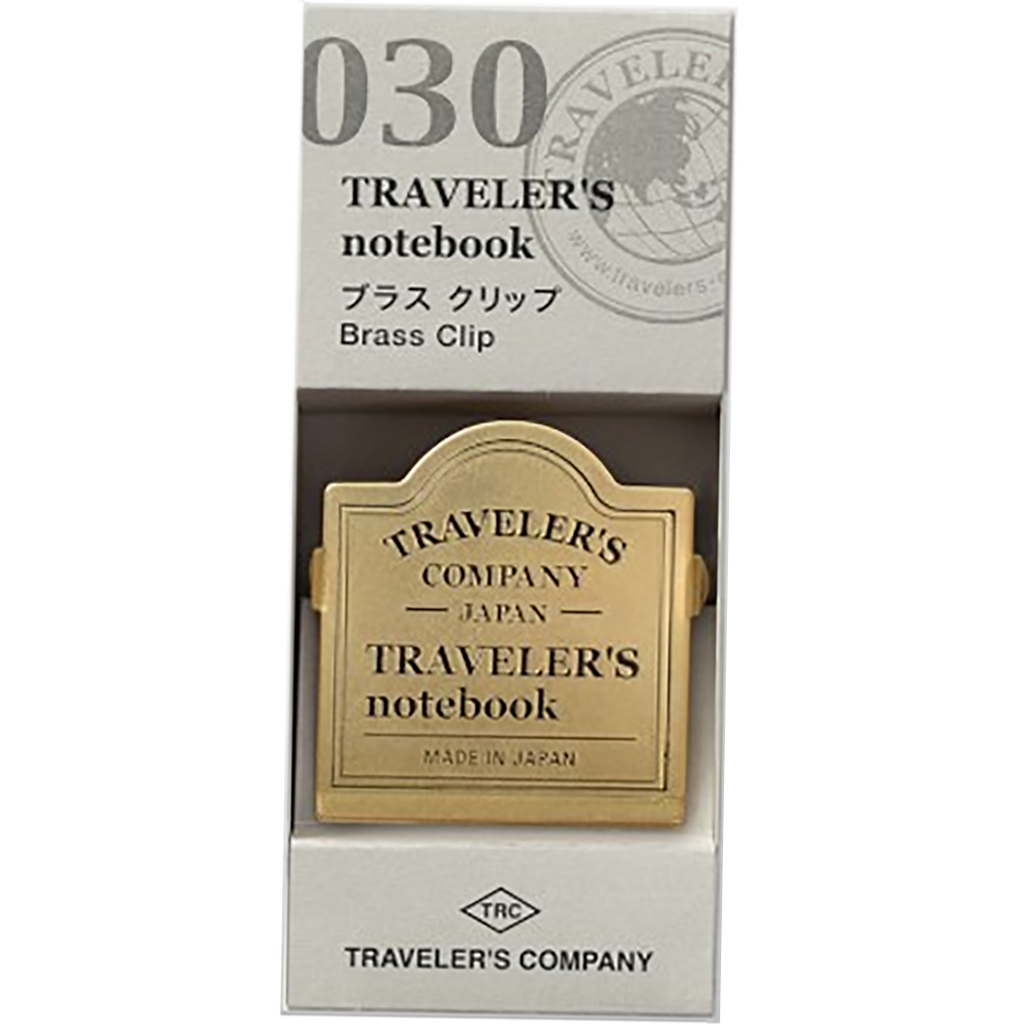 030
TRAVELER'S
notebook
ブラス クリップ
Brass Clip
TRAVELER'S
COMPANY
— JAPAN —
TRAVELER'S
notebook
MADE IN JAPAN
TRC
TRAVELER'S COMPANY